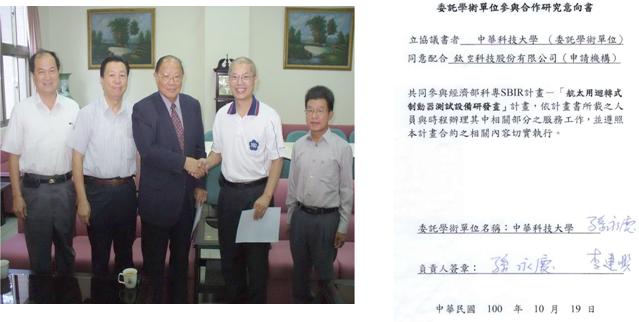 委託學術單位參與合作研究意向書
立協議書者 中華科技大學 (委託學術單位)
同意配合 鈦空科技股份有限公司(申請機構)
共同參與經濟部科專SBIR計畫－「航太用迴轉式
制動器測試設備研發案」計畫，依計畫書所載之人
員與時程辦理其中相關部分之服務工作，並遵照
本計畫合約之相關內容切實執行。
委託學術單位名稱：中華科技大學 孫永慶
負責人簽章： 孫永慶 李建興
中華民國 100 年 10 月 19 日